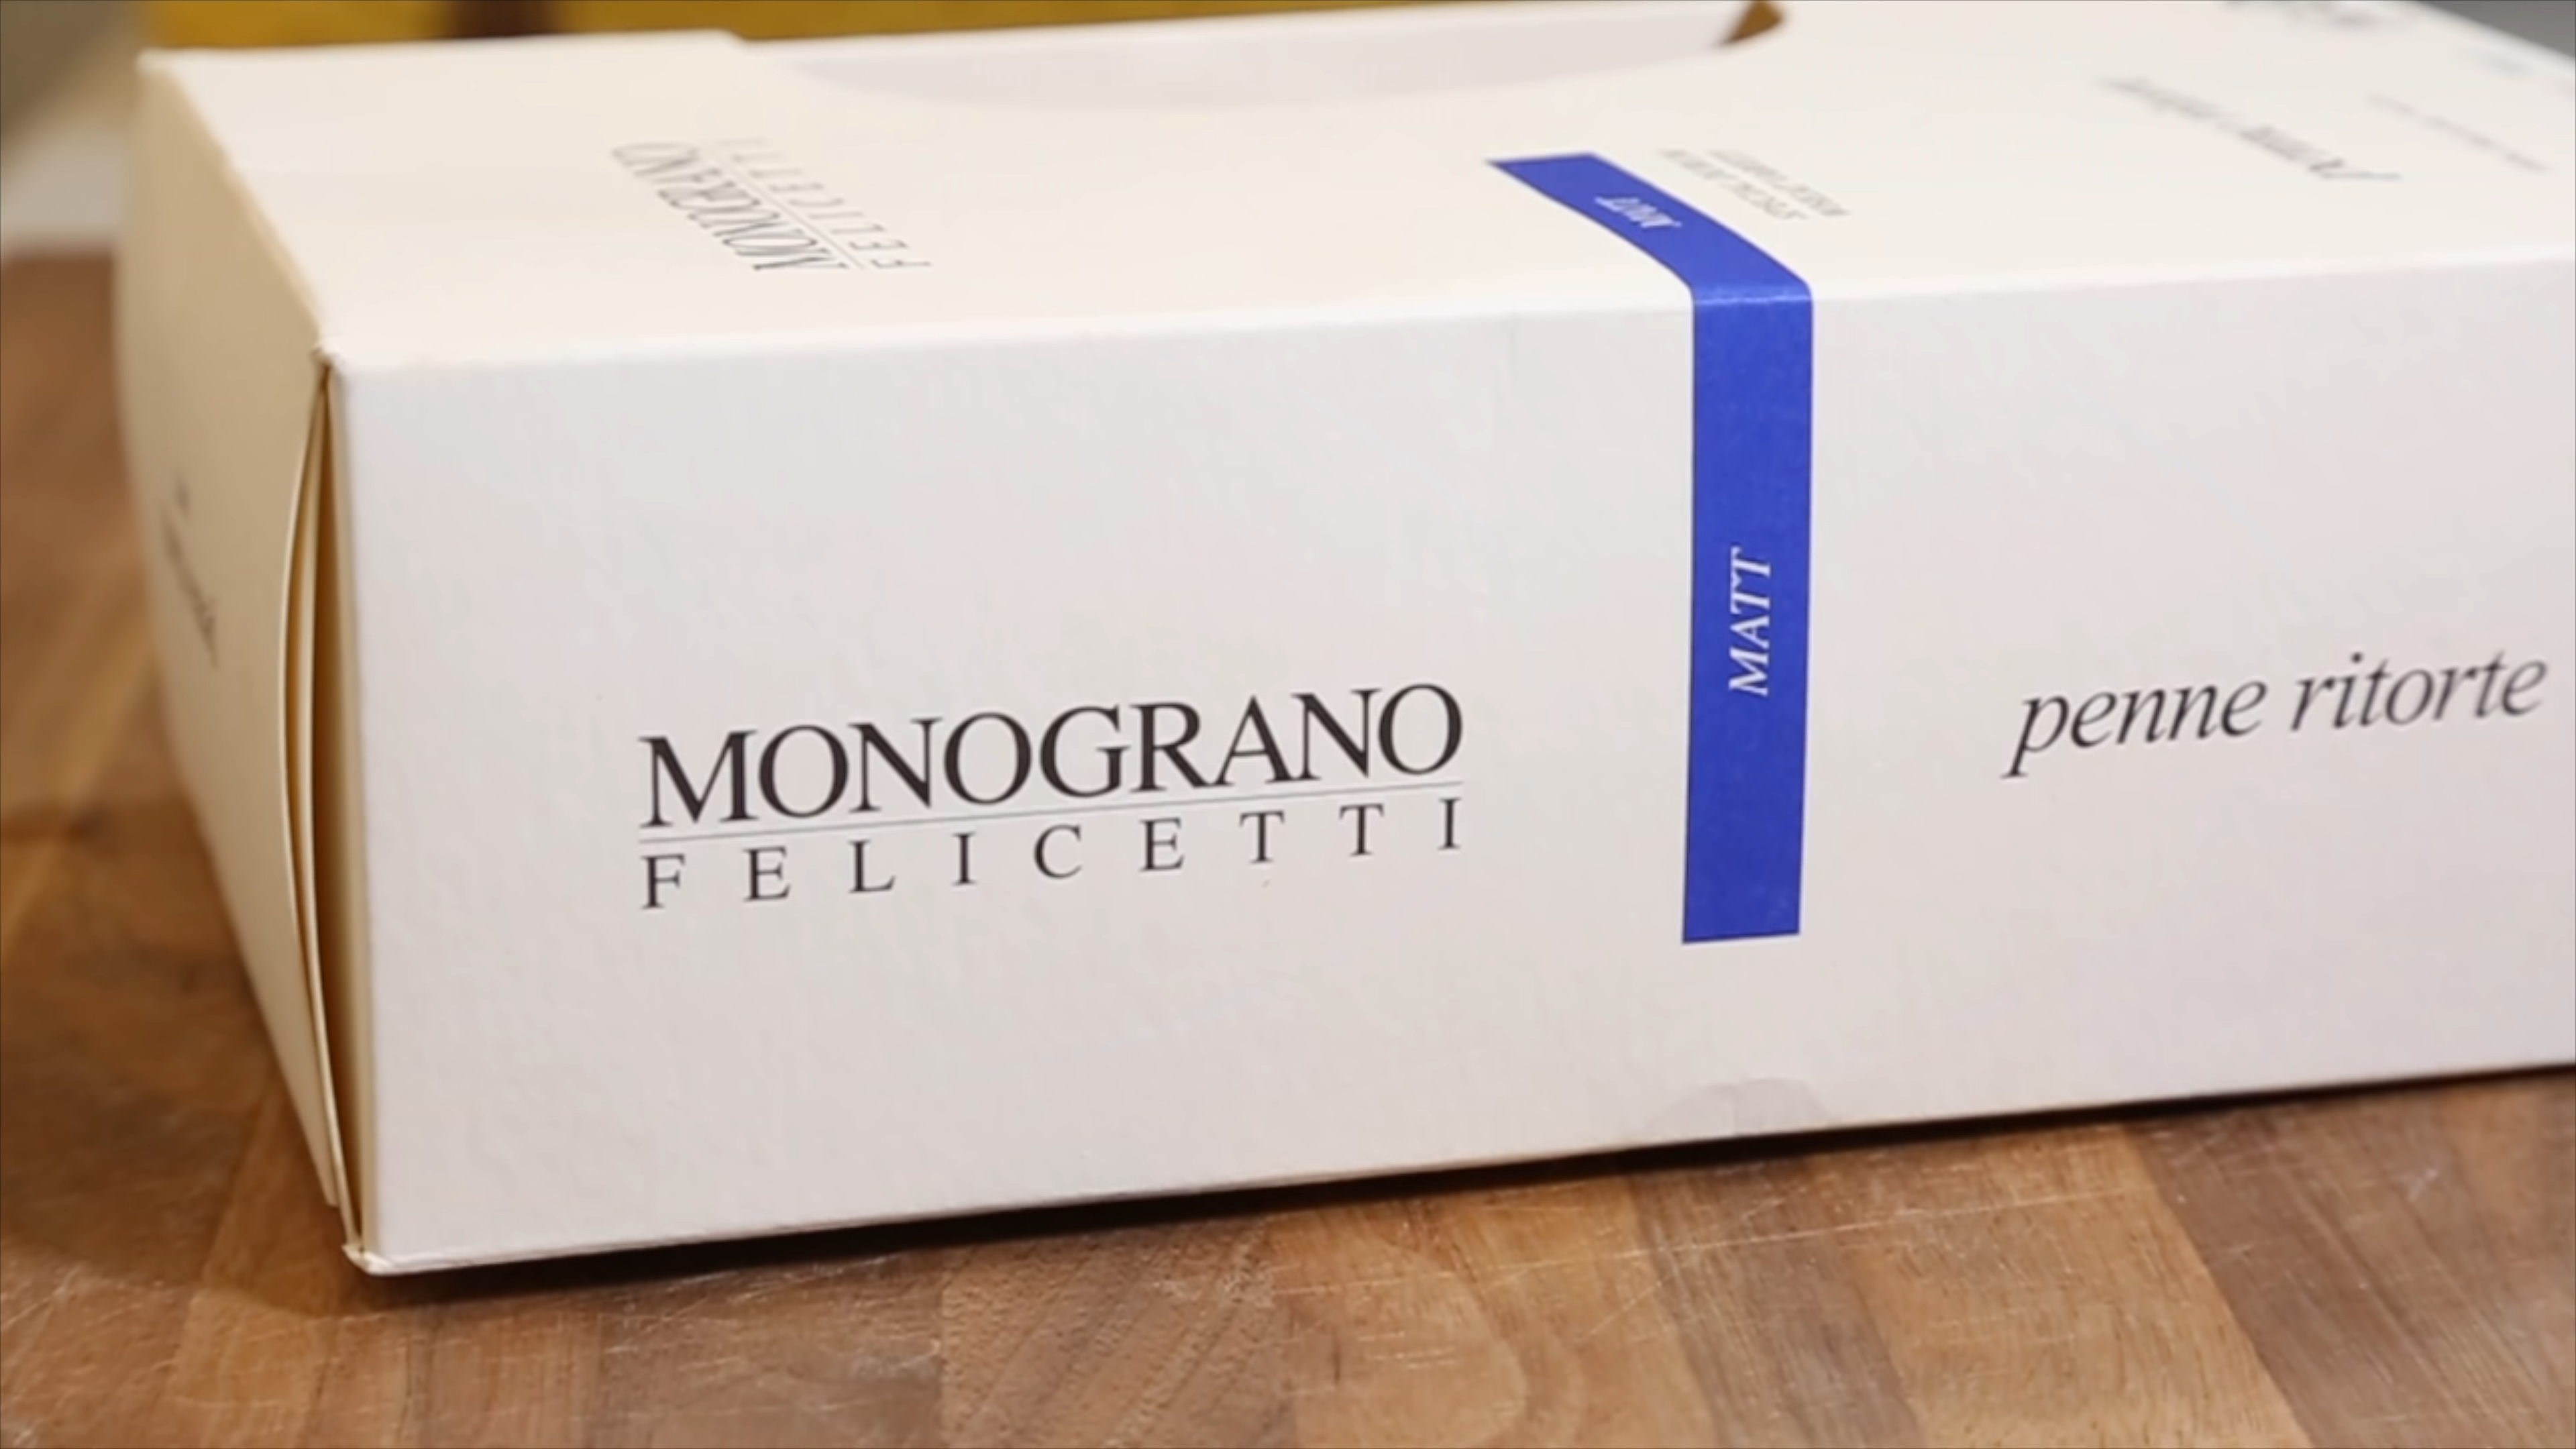 MONOGRANO
FELICETTI
MATT
MONOGRANO
FELICETTI
MATT
penne ritorte